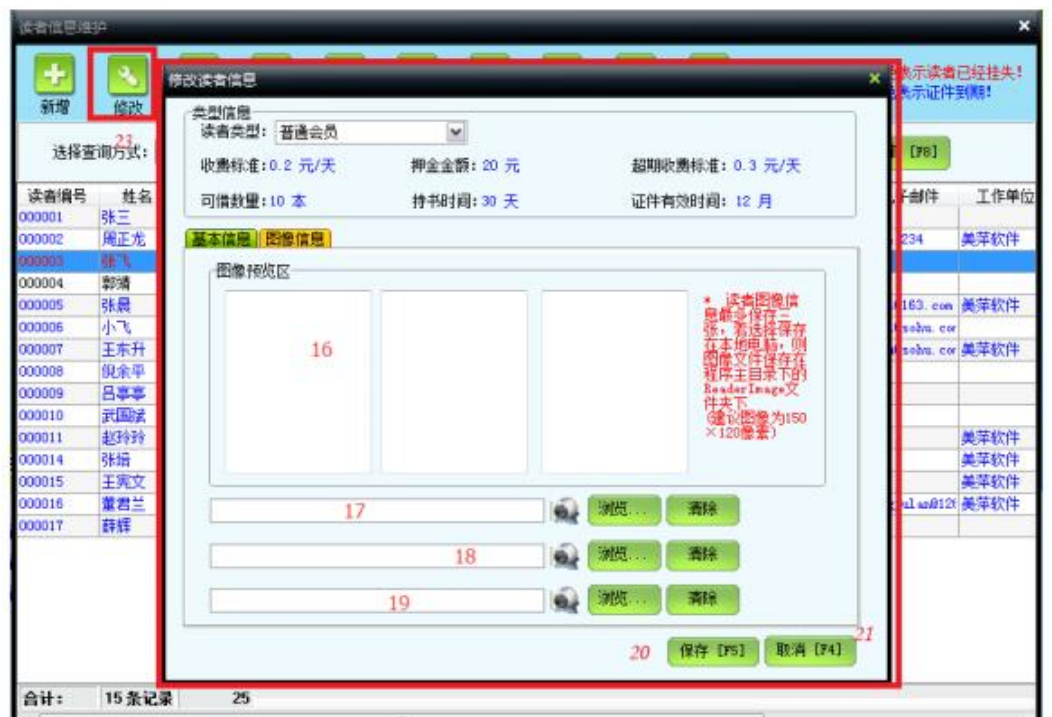 读者信息维护
新增
修改
23
表示读者已经挂失!
表示证件到期!
选择查询方式:
[F8]
修改读者信息
类型信息
读者类型: 普通会员
收费标准:0.2 元/天 押金金额: 20 元 超期收费标准: 0.3 元/天
可借数量:10 本 持书时间: 30 天 证件有效时间: 12 月
基本信息 图像信息
图像预览区
16
* 读者图像信
息最多保存三
张,若选择保存
在本地电脑,则
图像文件保存在
程序主目录下的
ReaderImage文
件夹下
(建议图像为150
×120像素)
17 浏览... 清除
18 浏览... 清除
19 浏览... 清除
20 保存 [F5] 取消 [F4] 21
读者编号 姓名 子邮件 工作单位
000001 张三
000002 周正龙 234 美萍软件
000003 张飞
000004 郭靖
000005 张晨 163.com 美萍软件
000006 小飞 sohu.cor
000007 王东升 sohu.cor 美萍软件
000008 倪余平
000009 吕亭亭
000010 武国斌
000011 赵玲玲 美萍软件
000014 张娟 美萍软件
000015 王宪文 美萍软件
000016 董君兰 美萍软件
000017 薛辉
合计: 15 条记录 25